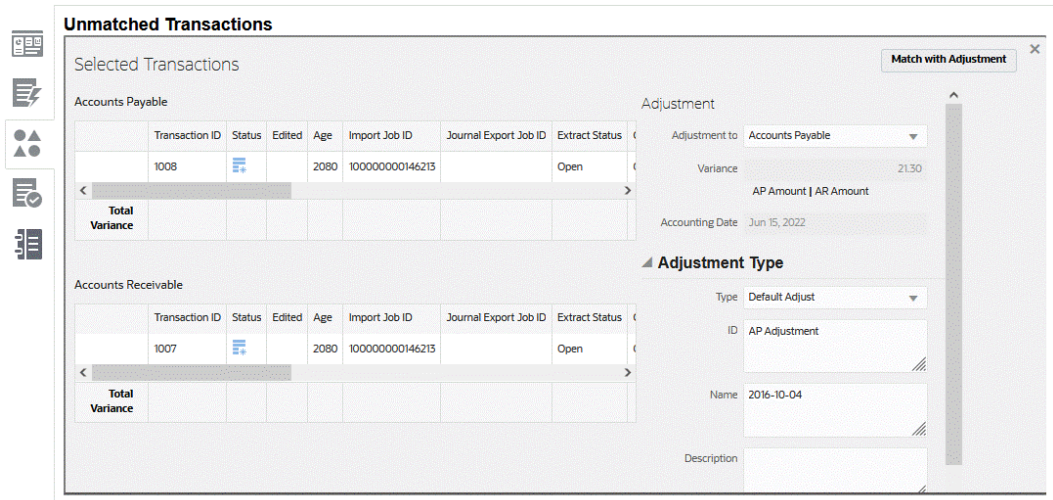 Unmatched Transactions
Selected Transactions
Match with Adjustment
Accounts Payable
Transaction ID Status Edited Age Import Job ID Journal Export Job ID Extract Status
1008 2080 100000000146213 Open
Total
Variance
Accounts Receivable
Transaction ID Status Edited Age Import Job ID Journal Export Job ID Extract Status
1007 2080 100000000146213 Open
Total
Variance
Adjustment
Adjustment to Accounts Payable
Variance 21.30
AP Amount | AR Amount
Accounting Date Jun 15, 2022
Adjustment Type
Type Default Adjust
ID AP Adjustment
Name 2016-10-04
Description